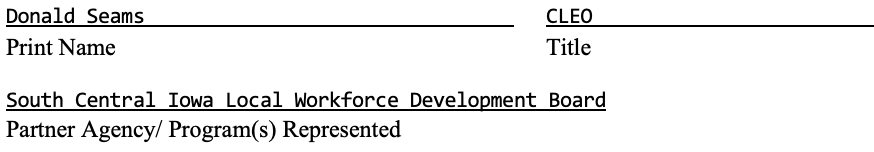 Donald Seams CLEO
Print Name Title
South Central Iowa Local Workforce Development Board
Partner Agency/ Program(s) Represented